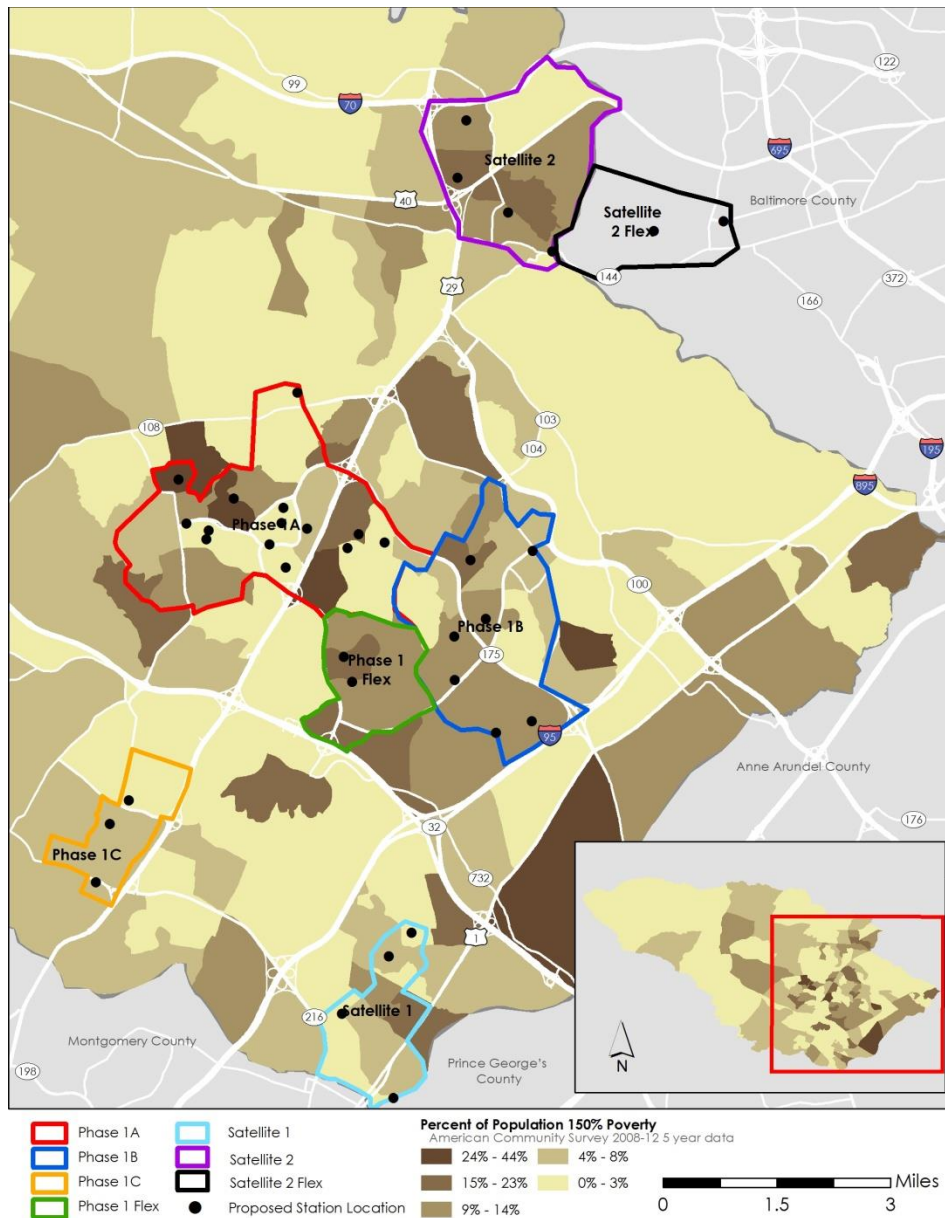 99
122
70
695
Satellite 2
40
Baltimore County
Satellite
2 Flex
144
29
166
372
103
108
104
195
895
Phase 1A
100
Phase 1B
175
Phase 1
Flex
95
Anne Arundel County
176
32
Phase 1C
732
1
216
Satellite 1
Montgomery County
Prince George's
County
198
N
Phase 1A
Phase 1B
Phase 1C
Phase 1 Flex
Satellite 1
Satellite 2
Satellite 2 Flex
Proposed Station Location
Percent of Population 150% Poverty
American Community Survey 2008-12 5 year data
24% - 44%
15% - 23%
9% - 14%
4% - 8%
0% - 3%
Miles
0
1.5
3